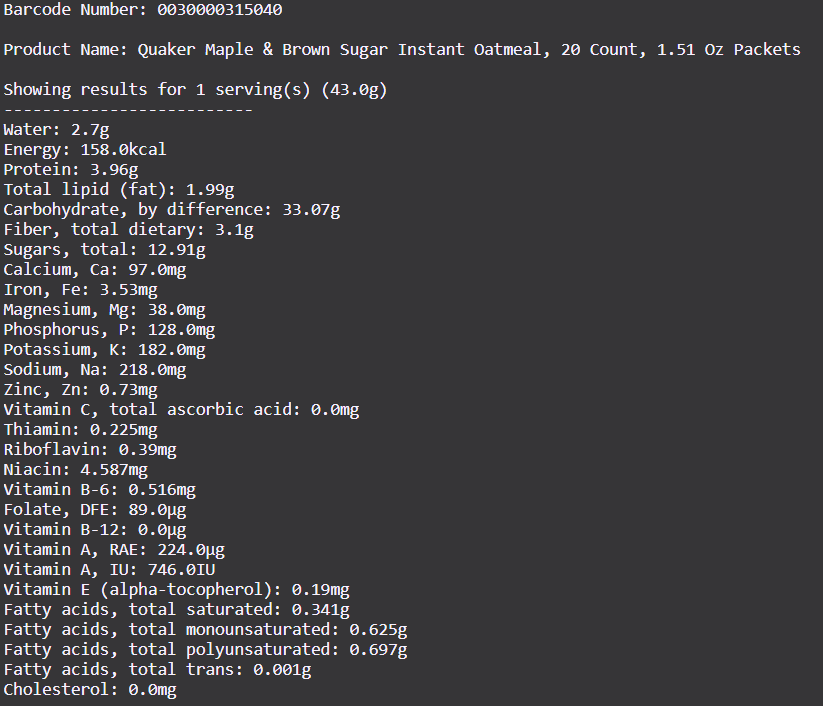 Barcode Number: 0030000315040
Product Name: Quaker Maple & Brown Sugar Instant Oatmeal, 20 Count, 1.51 Oz Packets
Showing results for 1 serving(s) (43.0g)
--------------------------
Water: 2.7g
Energy: 158.0kcal
Protein: 3.96g
Total lipid (fat): 1.99g
Carbohydrate, by difference: 33.07g
Fiber, total dietary: 3.1g
Sugars, total: 12.91g
Calcium, Ca: 97.0mg
Iron, Fe: 3.53mg
Magnesium, Mg: 38.0mg
Phosphorus, P: 128.0mg
Potassium, K: 182.0mg
Sodium, Na: 218.0mg
Zinc, Zn: 0.73mg
Vitamin C, total ascorbic acid: 0.0mg
Thiamin: 0.225mg
Riboflavin: 0.39mg
Niacin: 4.587mg
Vitamin B-6: 0.516mg
Folate, DFE: 89.0µg
Vitamin B-12: 0.0µg
Vitamin A, RAE: 224.0µg
Vitamin A, IU: 746.0IU
Vitamin E (alpha-tocopherol): 0.19mg
Fatty acids, total saturated: 0.341g
Fatty acids, total monounsaturated: 0.625g
Fatty acids, total polyunsaturated: 0.697g
Fatty acids, total trans: 0.001g
Cholesterol: 0.0mg